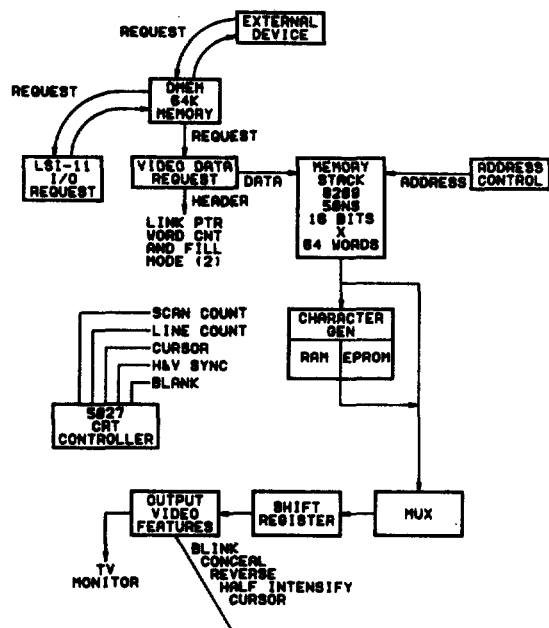 EXTERNAL
DEVICE
REQUEST
DMEM
64K
MEMORY
REQUEST
REQUEST
LSI-11
I/O
REQUEST
VIDEO DATA
REQUEST
DATA
MEMORY
STACK
8289
50NS
16 BITS
X
64 WORDS
ADDRESS
ADDRESS
CONTROL
HEADER
LINK PTR
WORD CNT
AND FILL
MODE (2)
CHARACTER
GEN
RAM
EPROM
SCAN COUNT
LINE COUNT
CURSOR
H&V SYNC
BLANK
5027
CRT
CONTROLLER
OUTPUT
VIDEO
FEATURES
SHIFT
REGISTER
MUX
TV
MONITOR
BLINK
CONCEAL
REVERSE
HALF INTENSIFY
CURSOR